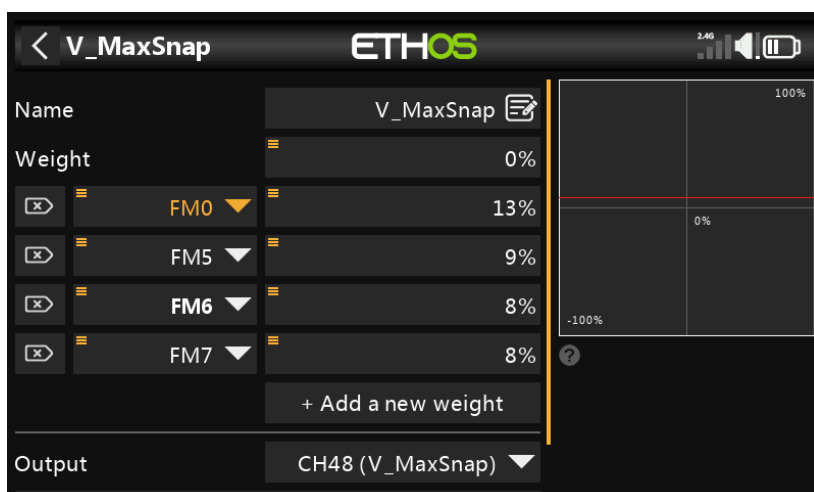 V_MaxSnap ETHOS 2.4G
Name V_MaxSnap
Weight 0%
FM0 13%
FM5 9%
FM6 8%
FM7 8%
+ Add a new weight
Output CH48 (V_MaxSnap)
100%
0%
-100%
?